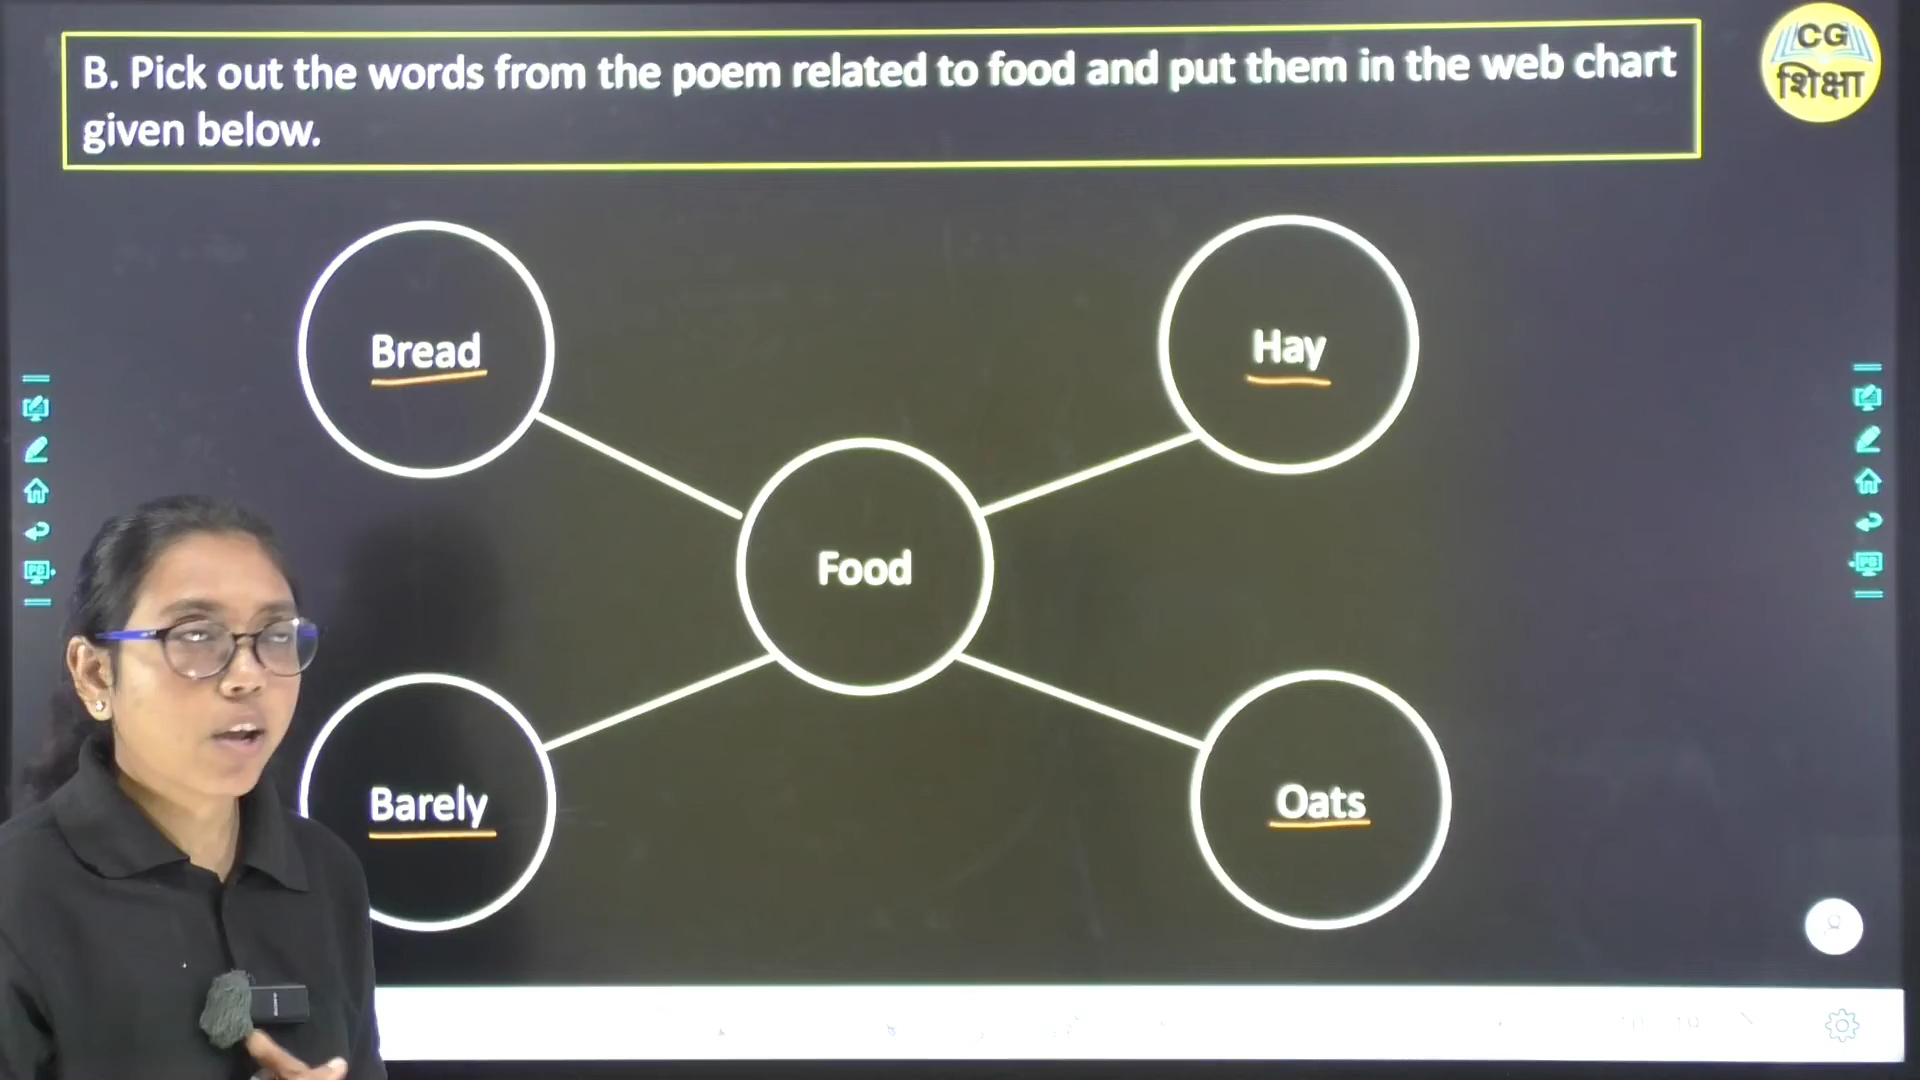 B. Pick out the words from the poem related to food and put them in the web chart
given below.
CG
शिक्षा
Bread
Hay
Food
Barely
Oats